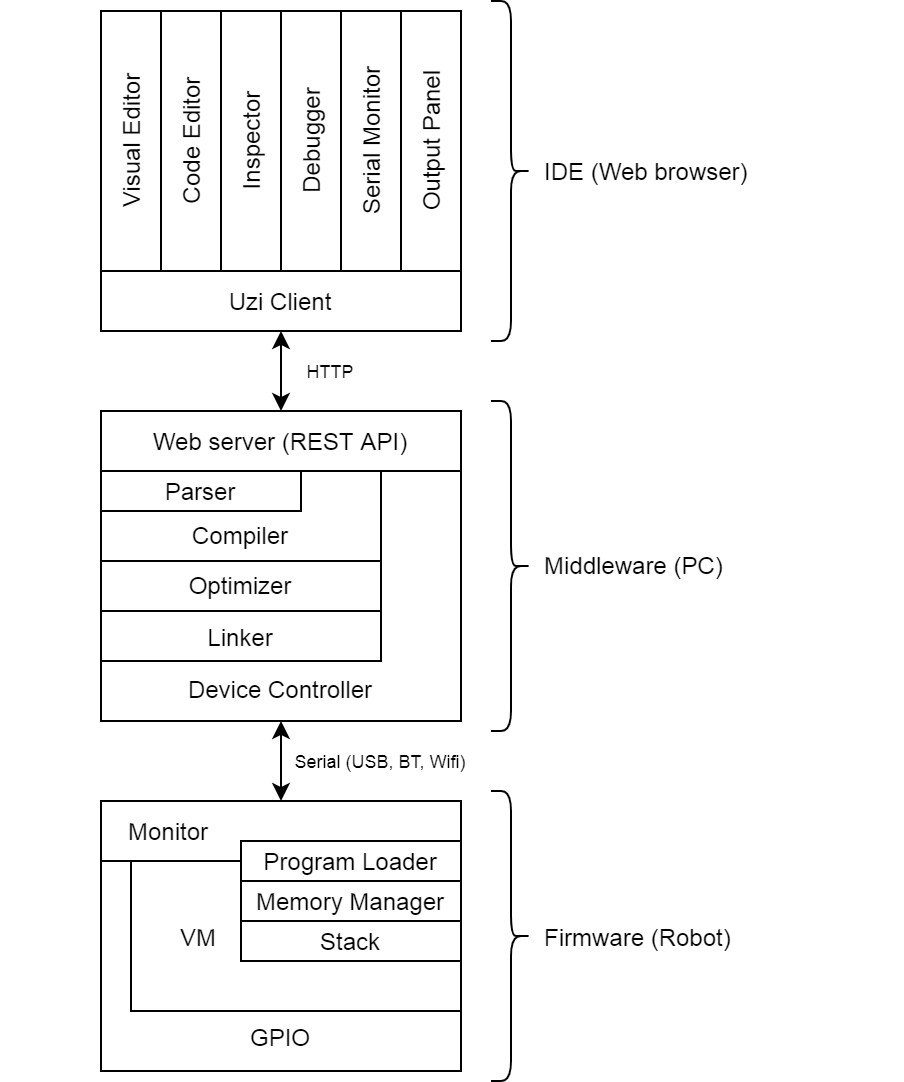 Visual Editor
Code Editor
Inspector
Debugger
Serial Monitor
Output Panel
IDE (Web browser)
Uzi Client
HTTP
Web server (REST API)
Parser
Compiler
Optimizer
Linker
Device Controller
Middleware (PC)
Serial (USB, BT, Wifi)
Monitor
Program Loader
Memory Manager
Stack
VM
GPIO
Firmware (Robot)